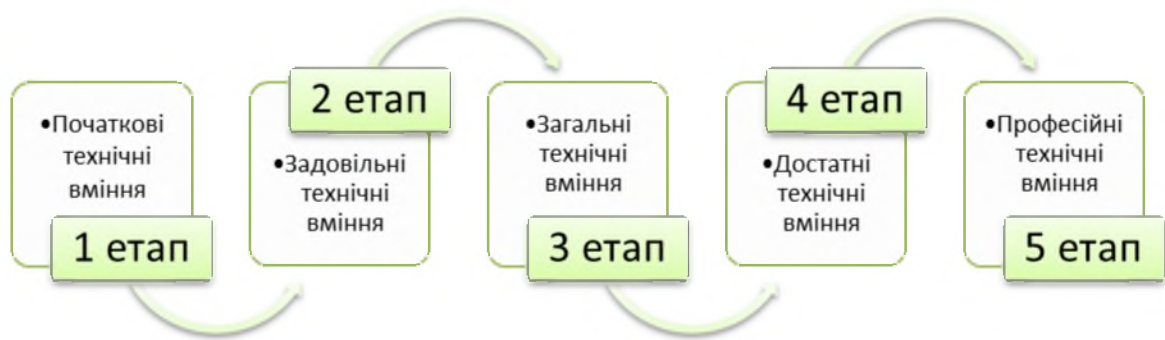 •Початкові
технічні
вміння
1 етап
2 етап
•Задовільні
технічні
вміння
•Загальні
технічні
вміння
3 етап
4 етап
•Достатні
технічні
вміння
•Професійні
технічні
вміння
5 етап